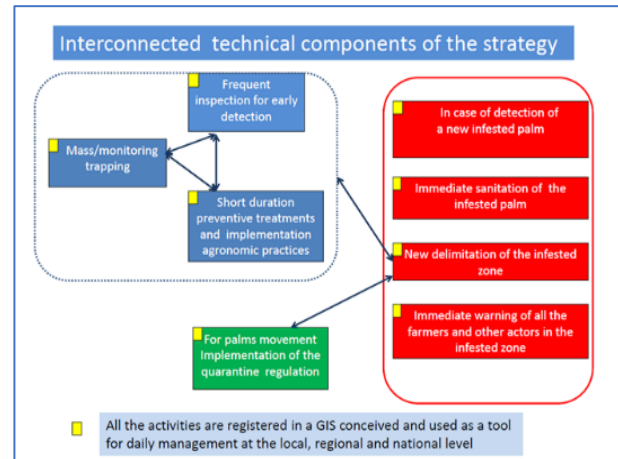 Interconnected technical components of the strategy
Frequent
inspection for early
detection
Mass/monitoring
trapping
Short duration
preventive treatments
and implementation
agronomic practices
In case of detection of
a new infested palm
Immediate sanitation of the
infested palm
New delimitation of the infested
zone
Immediate warning of all the
farmers and other actors in the
infested zone
For palms movement
Implementation of the
quarantine regulation
All the activities are registered in a GIS conceived and used as a tool
for daily management at the local, regional and national level